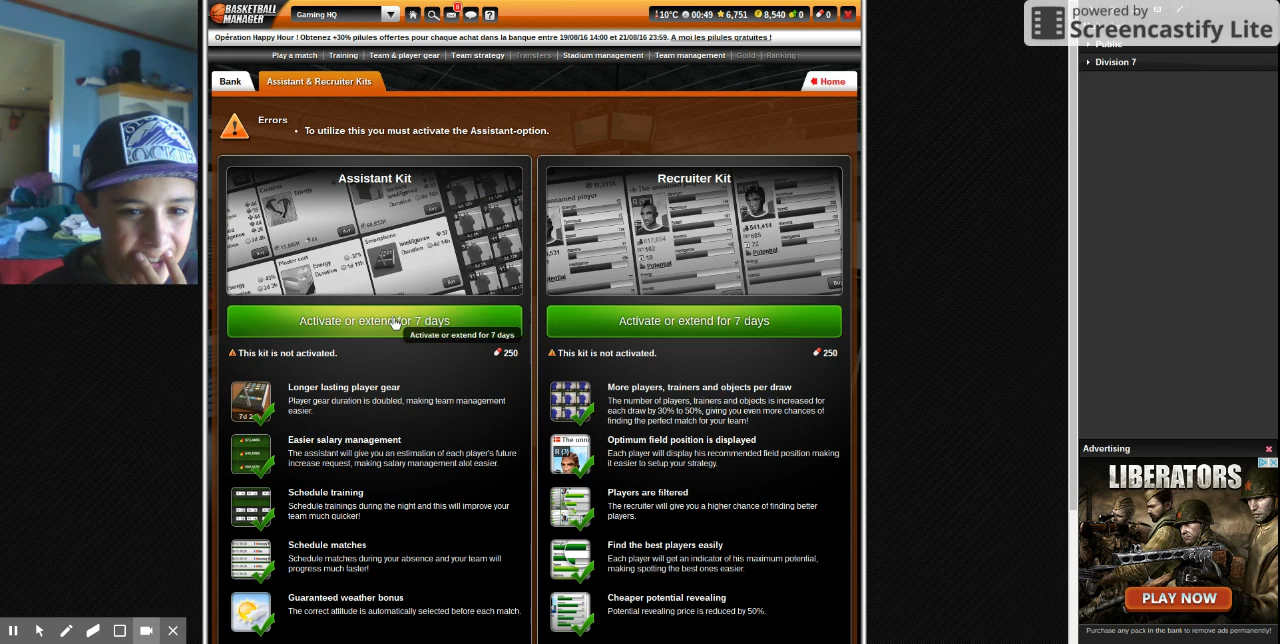 powered by
Screencastify Lite
BASKETBALL
MANAGER
Gaming HQ
8
10°C 00:49 6,751 8,540 0 0
Opération Happy Hour ! Obtenez +30% pilules offertes pour chaque achat dans la banque entre 19/08/16 14:00 et 21/08/16 23:59. A moi les pilules gratuites !
Play a match Training Team & player gear Team strategy Transfers Stadium management Team management Guild Ranking
Public
Division 7
Bank Assistant & Recruiter Kits Home
Errors
• To utilize this you must activate the Assistant-option.
Assistant Kit
Activate or extend for 7 days
Activate or extend for 7 days
This kit is not activated. 250
Longer lasting player gear
Player gear duration is doubled, making team management
easier.
Easier salary management
The assistant will give you an estimation of each player's future
increase request, making salary management alot easier.
Schedule training
Schedule trainings during the night and this will improve your
team much quicker!
Schedule matches
Schedule matches during your absence and your team will
progress much faster!
Guaranteed weather bonus
The correct attitude is automatically selected before each match.
Recruiter Kit
Activate or extend for 7 days
This kit is not activated. 250
More players, trainers and objects per draw
The number of players, trainers and objects is increased for
each draw by 30% to 50%, giving you even more chances of
finding the perfect match for your team!
Optimum field position is displayed
Each player will display his recommended field position making
it easier to setup your strategy.
Players are filtered
The recruiter will give you a higher chance of finding better
players.
Find the best players easily
Each player will get an indicator of his maximum potential,
making spotting the best ones easier.
Cheaper potential revealing
Potential revealing price is reduced by 50%.
Advertising
LIBERATORS
PLAY NOW
Purchase any pack in the bank to remove ads permanently!